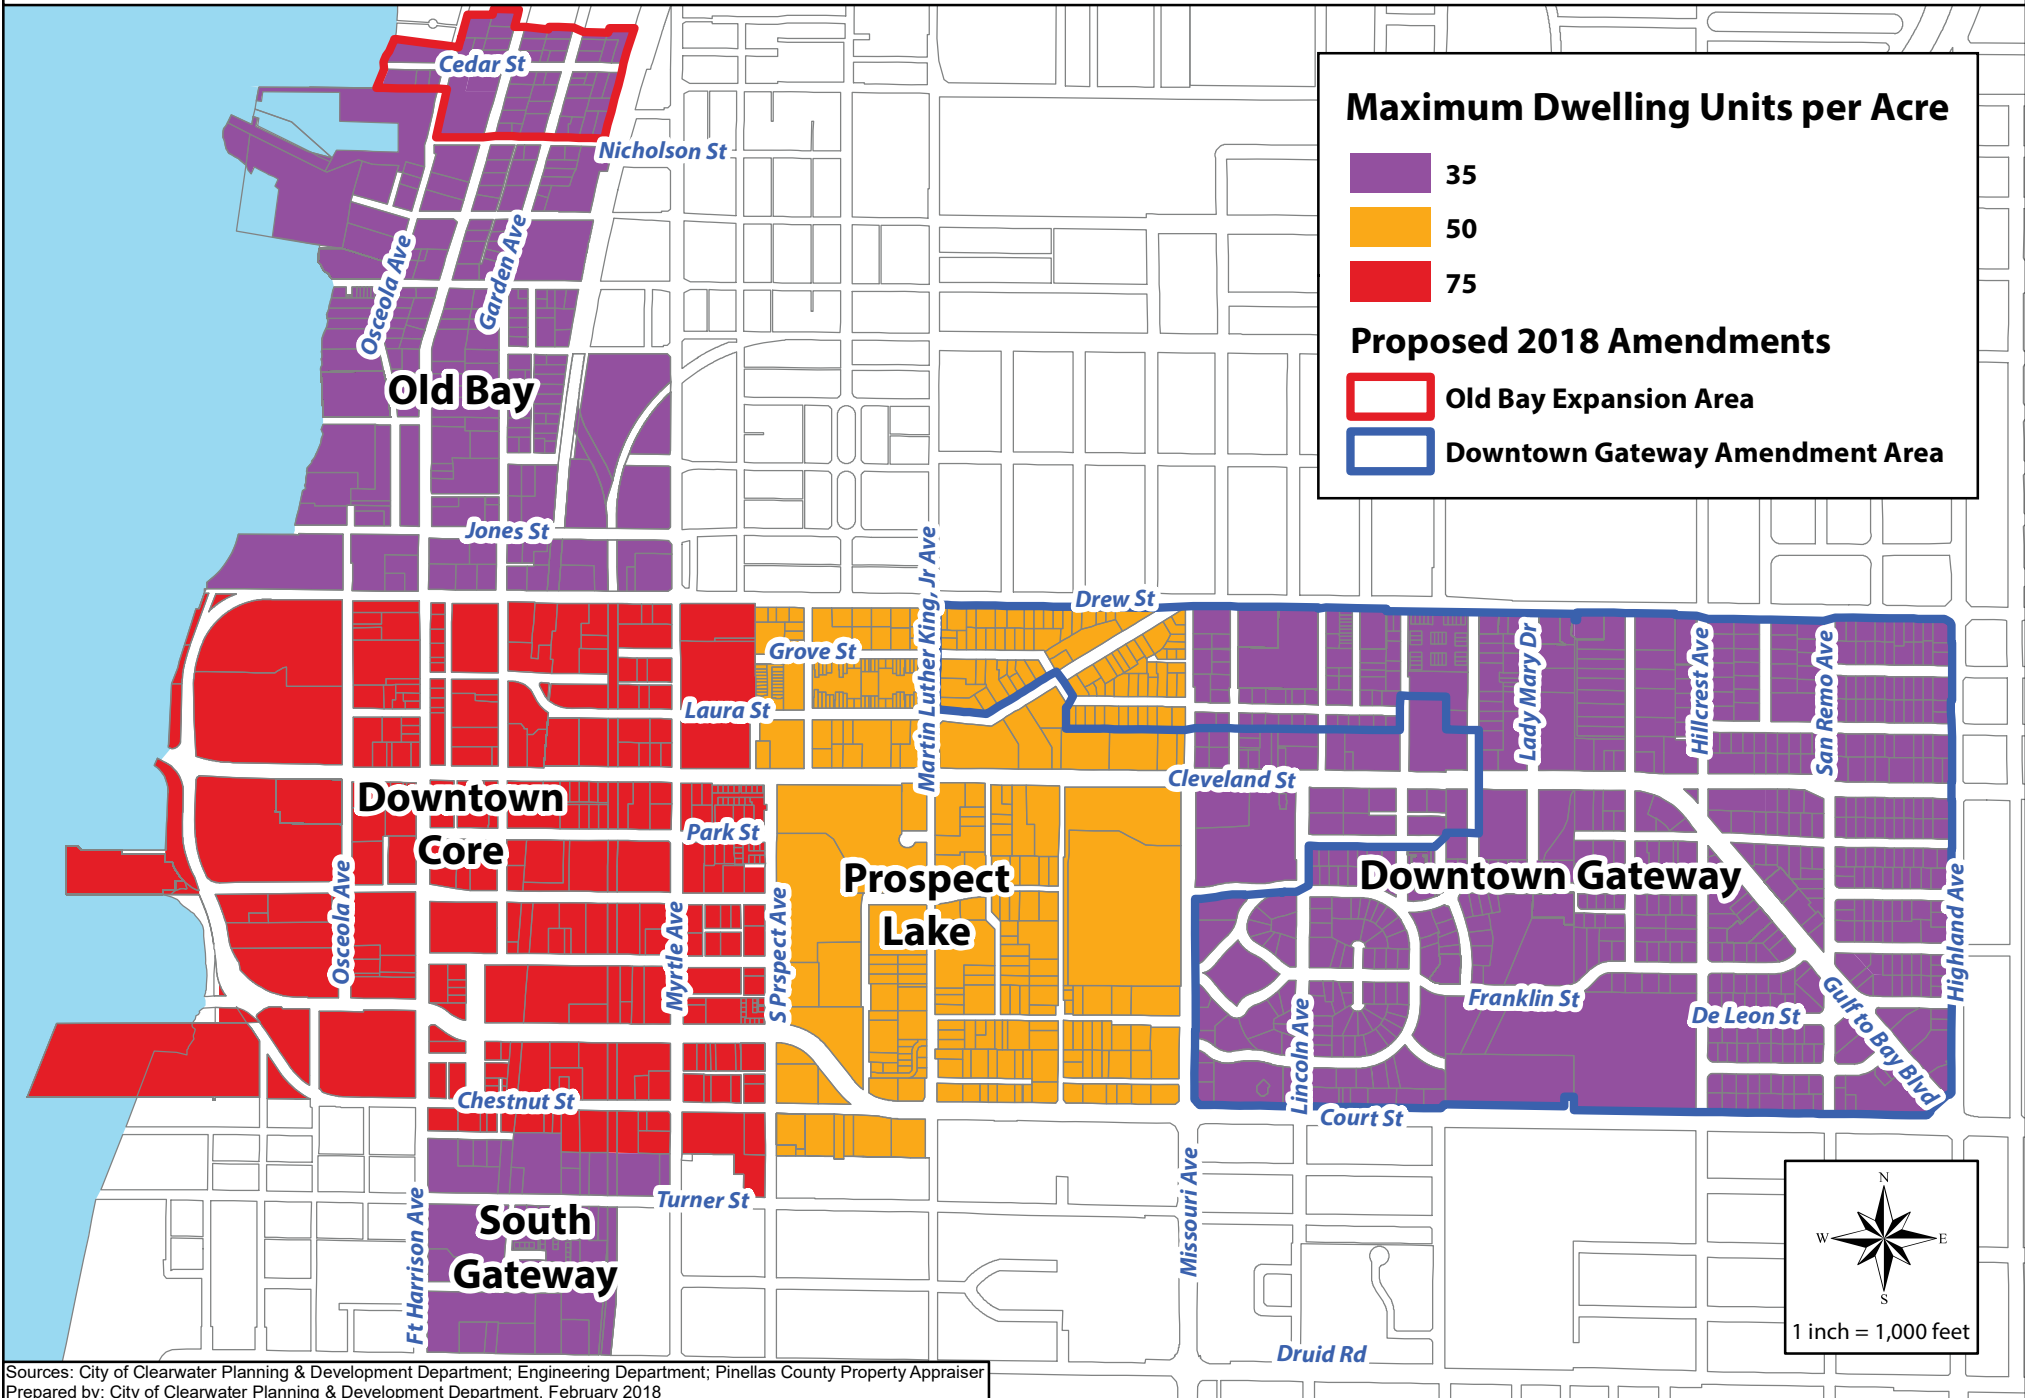 Cedar St
Nicholson St
Osceola Ave
Garden Ave
Old Bay
Jones St
Maximum Dwelling Units per Acre
35
50
75
Proposed 2018 Amendments
Old Bay Expansion Area
Downtown Gateway Amendment Area
Drew St
Grove St
Laura St
Martin Luther King, Jr Ave
Lady Mary Dr
Hillcrest Ave
San Remo Ave
Cleveland St
Downtown
Core
Park St
Prospect
Lake
Downtown Gateway
Osceola Ave
Myrtle Ave
S Prspect Ave
Highland Ave
Franklin St
De Leon St
Gulf to Bay Blvd
Lincoln Ave
Chestnut St
Court St
Turner St
Missouri Ave
South
Gateway
Ft Harrison Ave
Druid Rd
N
W E
S
1 inch = 1,000 feet
Sources: City of Clearwater Planning & Development Department; Engineering Department; Pinellas County Property Appraiser
Prepared by: City of Clearwater Planning & Development Department, February 2018